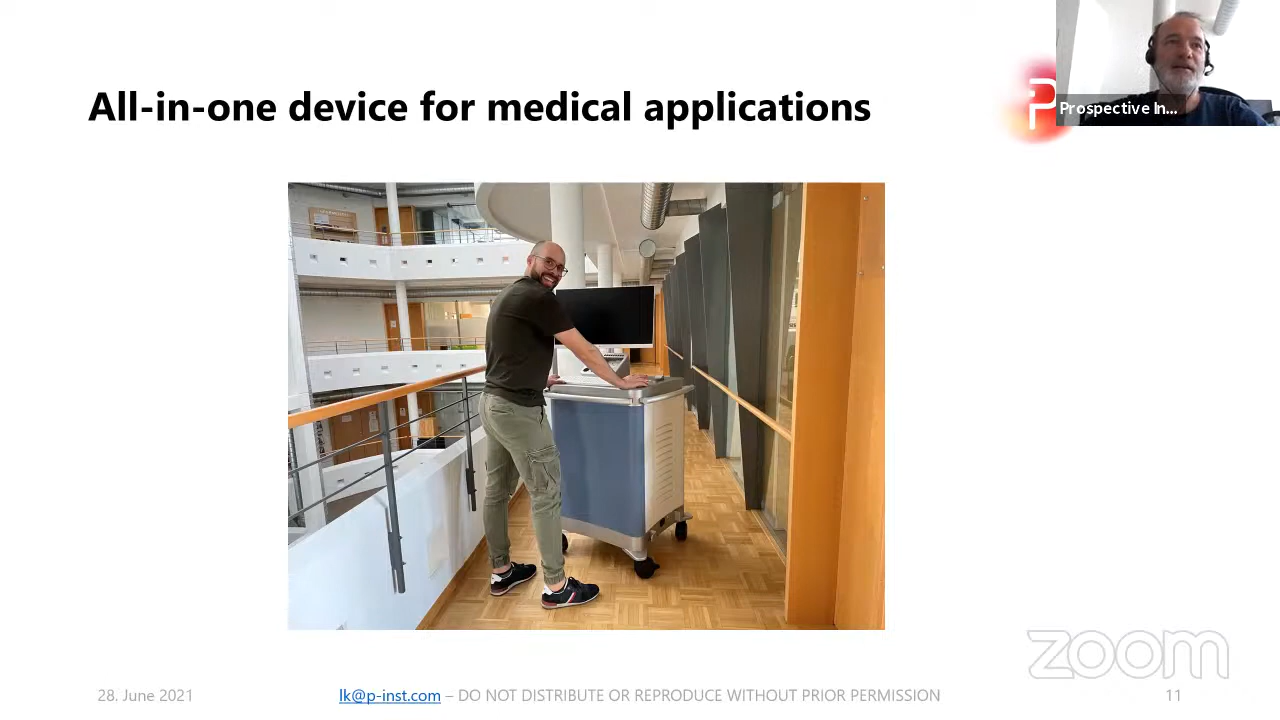 All-in-one device for medical applications
P
Prospective In...
zoom
28. June 2021
lk@p-inst.com – DO NOT DISTRIBUTE OR REPRODUCE WITHOUT PRIOR PERMISSION
11